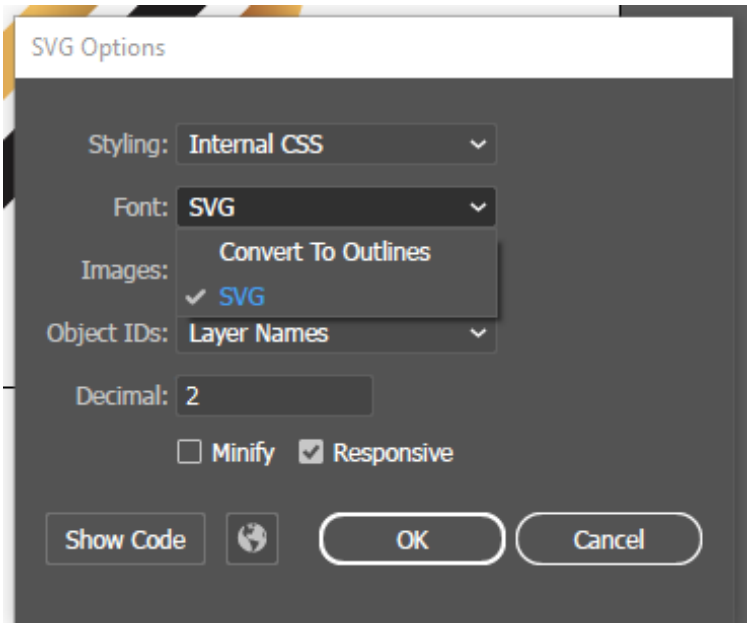 SVG Options
Styling: Internal CSS
Font: SVG
Convert To Outlines
Images:
SVG
Object IDs: Layer Names
Decimal: 2
Minify Responsive
Show Code OK Cancel